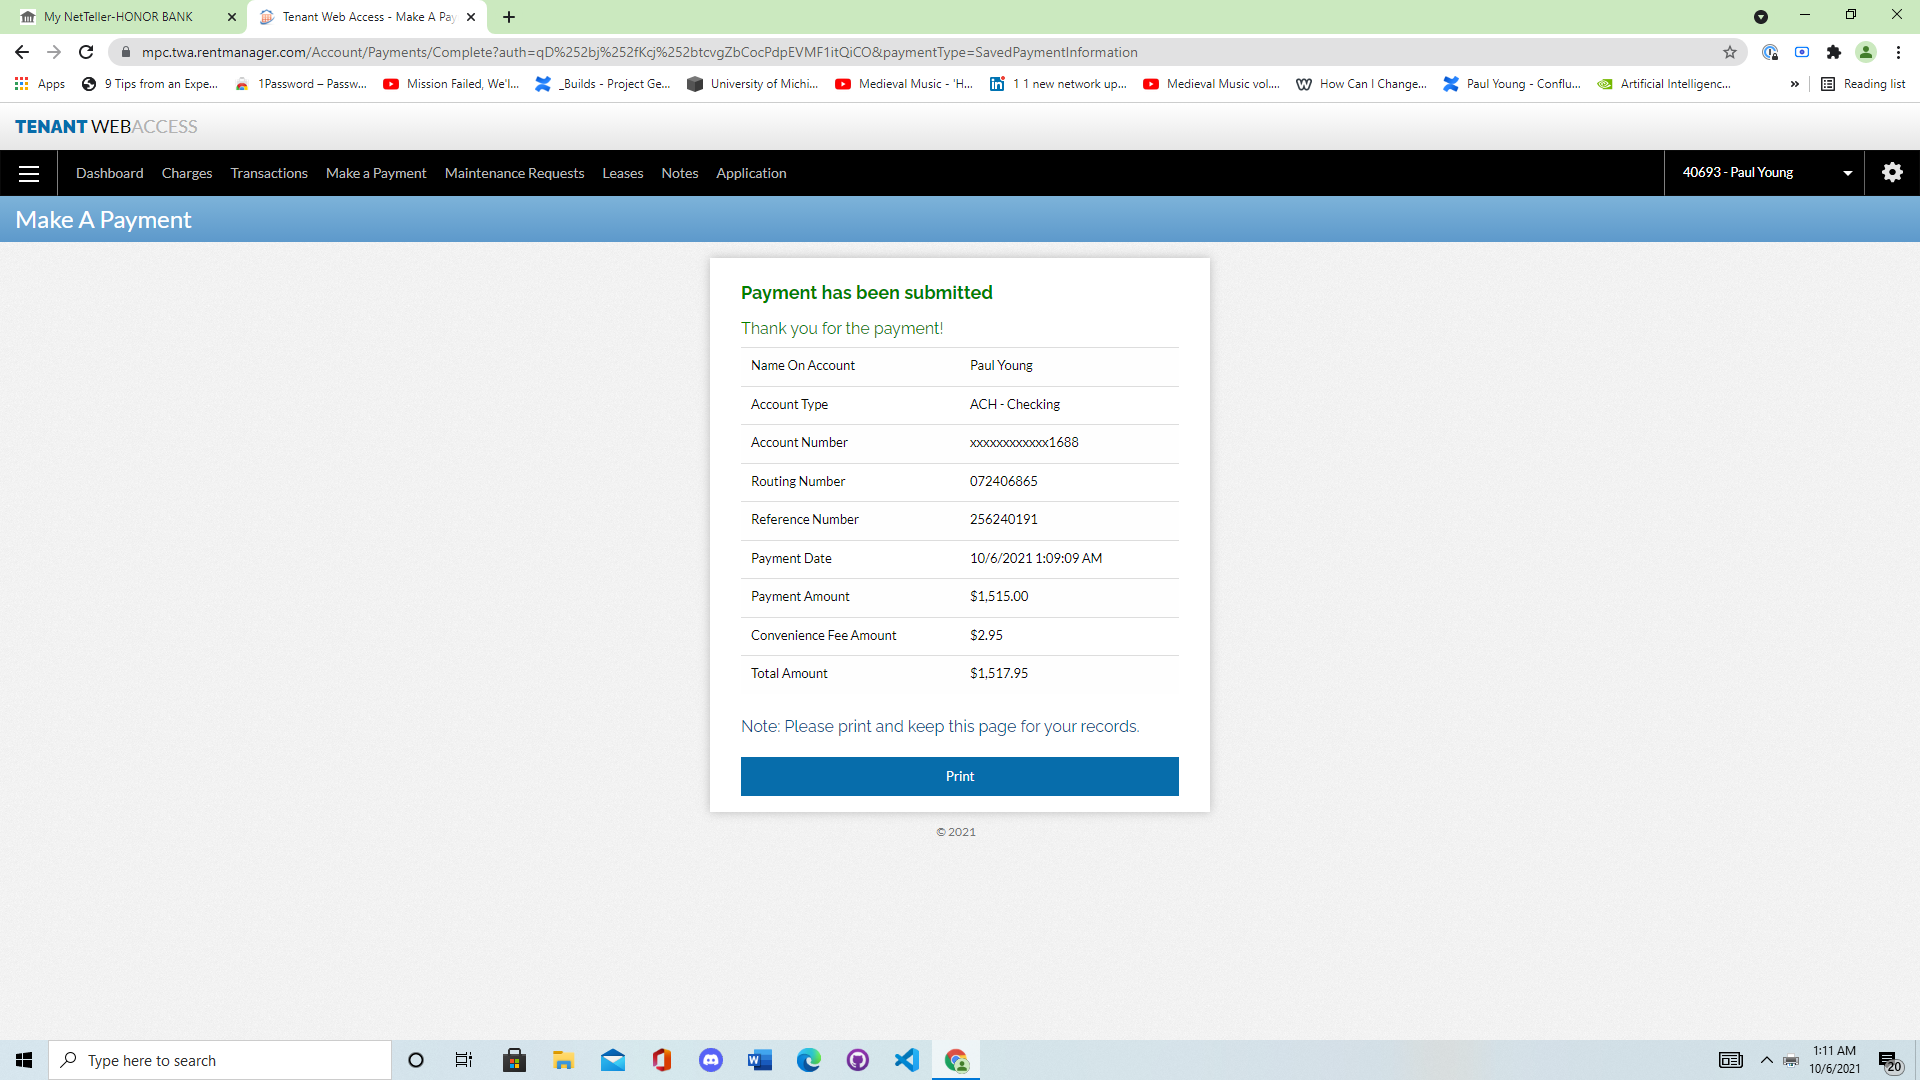 My NetTeller-HONOR BANK
Tenant Web Access - Make A Pay
mpc.twa.rentmanager.com/Account/Payments/Complete?auth=qD%252bj%252fKcj%252btcvgZbCocPdpEVMF1itQiCO&paymentType=SavedPaymentInformation
Apps
9 Tips from an Expe...
1Password – Passw...
Mission Failed, We'l...
_Builds - Project Ge...
University of Michi...
Medieval Music - 'H...
1 1 new network up...
Medieval Music vol....
How Can I Change...
Paul Young - Conflu...
Artificial Intelligenc...
»
Reading list
TENANT WEBACCESS
Dashboard Charges Transactions Make a Payment Maintenance Requests Leases Notes Application
40693 - Paul Young
Make A Payment
Payment has been submitted
Thank you for the payment!
Name On Account Paul Young
Account Type ACH - Checking
Account Number xxxxxxxxxxxxx1688
Routing Number 072406865
Reference Number 256240191
Payment Date 10/6/2021 1:09:09 AM
Payment Amount $1,515.00
Convenience Fee Amount $2.95
Total Amount $1,517.95
Note: Please print and keep this page for your records.
Print
© 2021
Type here to search
1:11 AM
10/6/2021
20